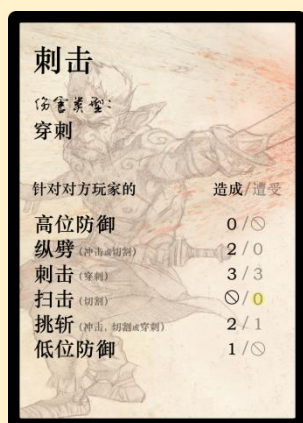 刺击
伤害类型:
穿刺
针对对方玩家的 造成/遭受
高位防御 0/🛇
纵劈(冲击或切割) 2/0
刺击(穿刺) 3/3
扫击(切割) 🛇/0
挑斩(冲击, 切割或穿刺) 2/1
低位防御 1/🛇